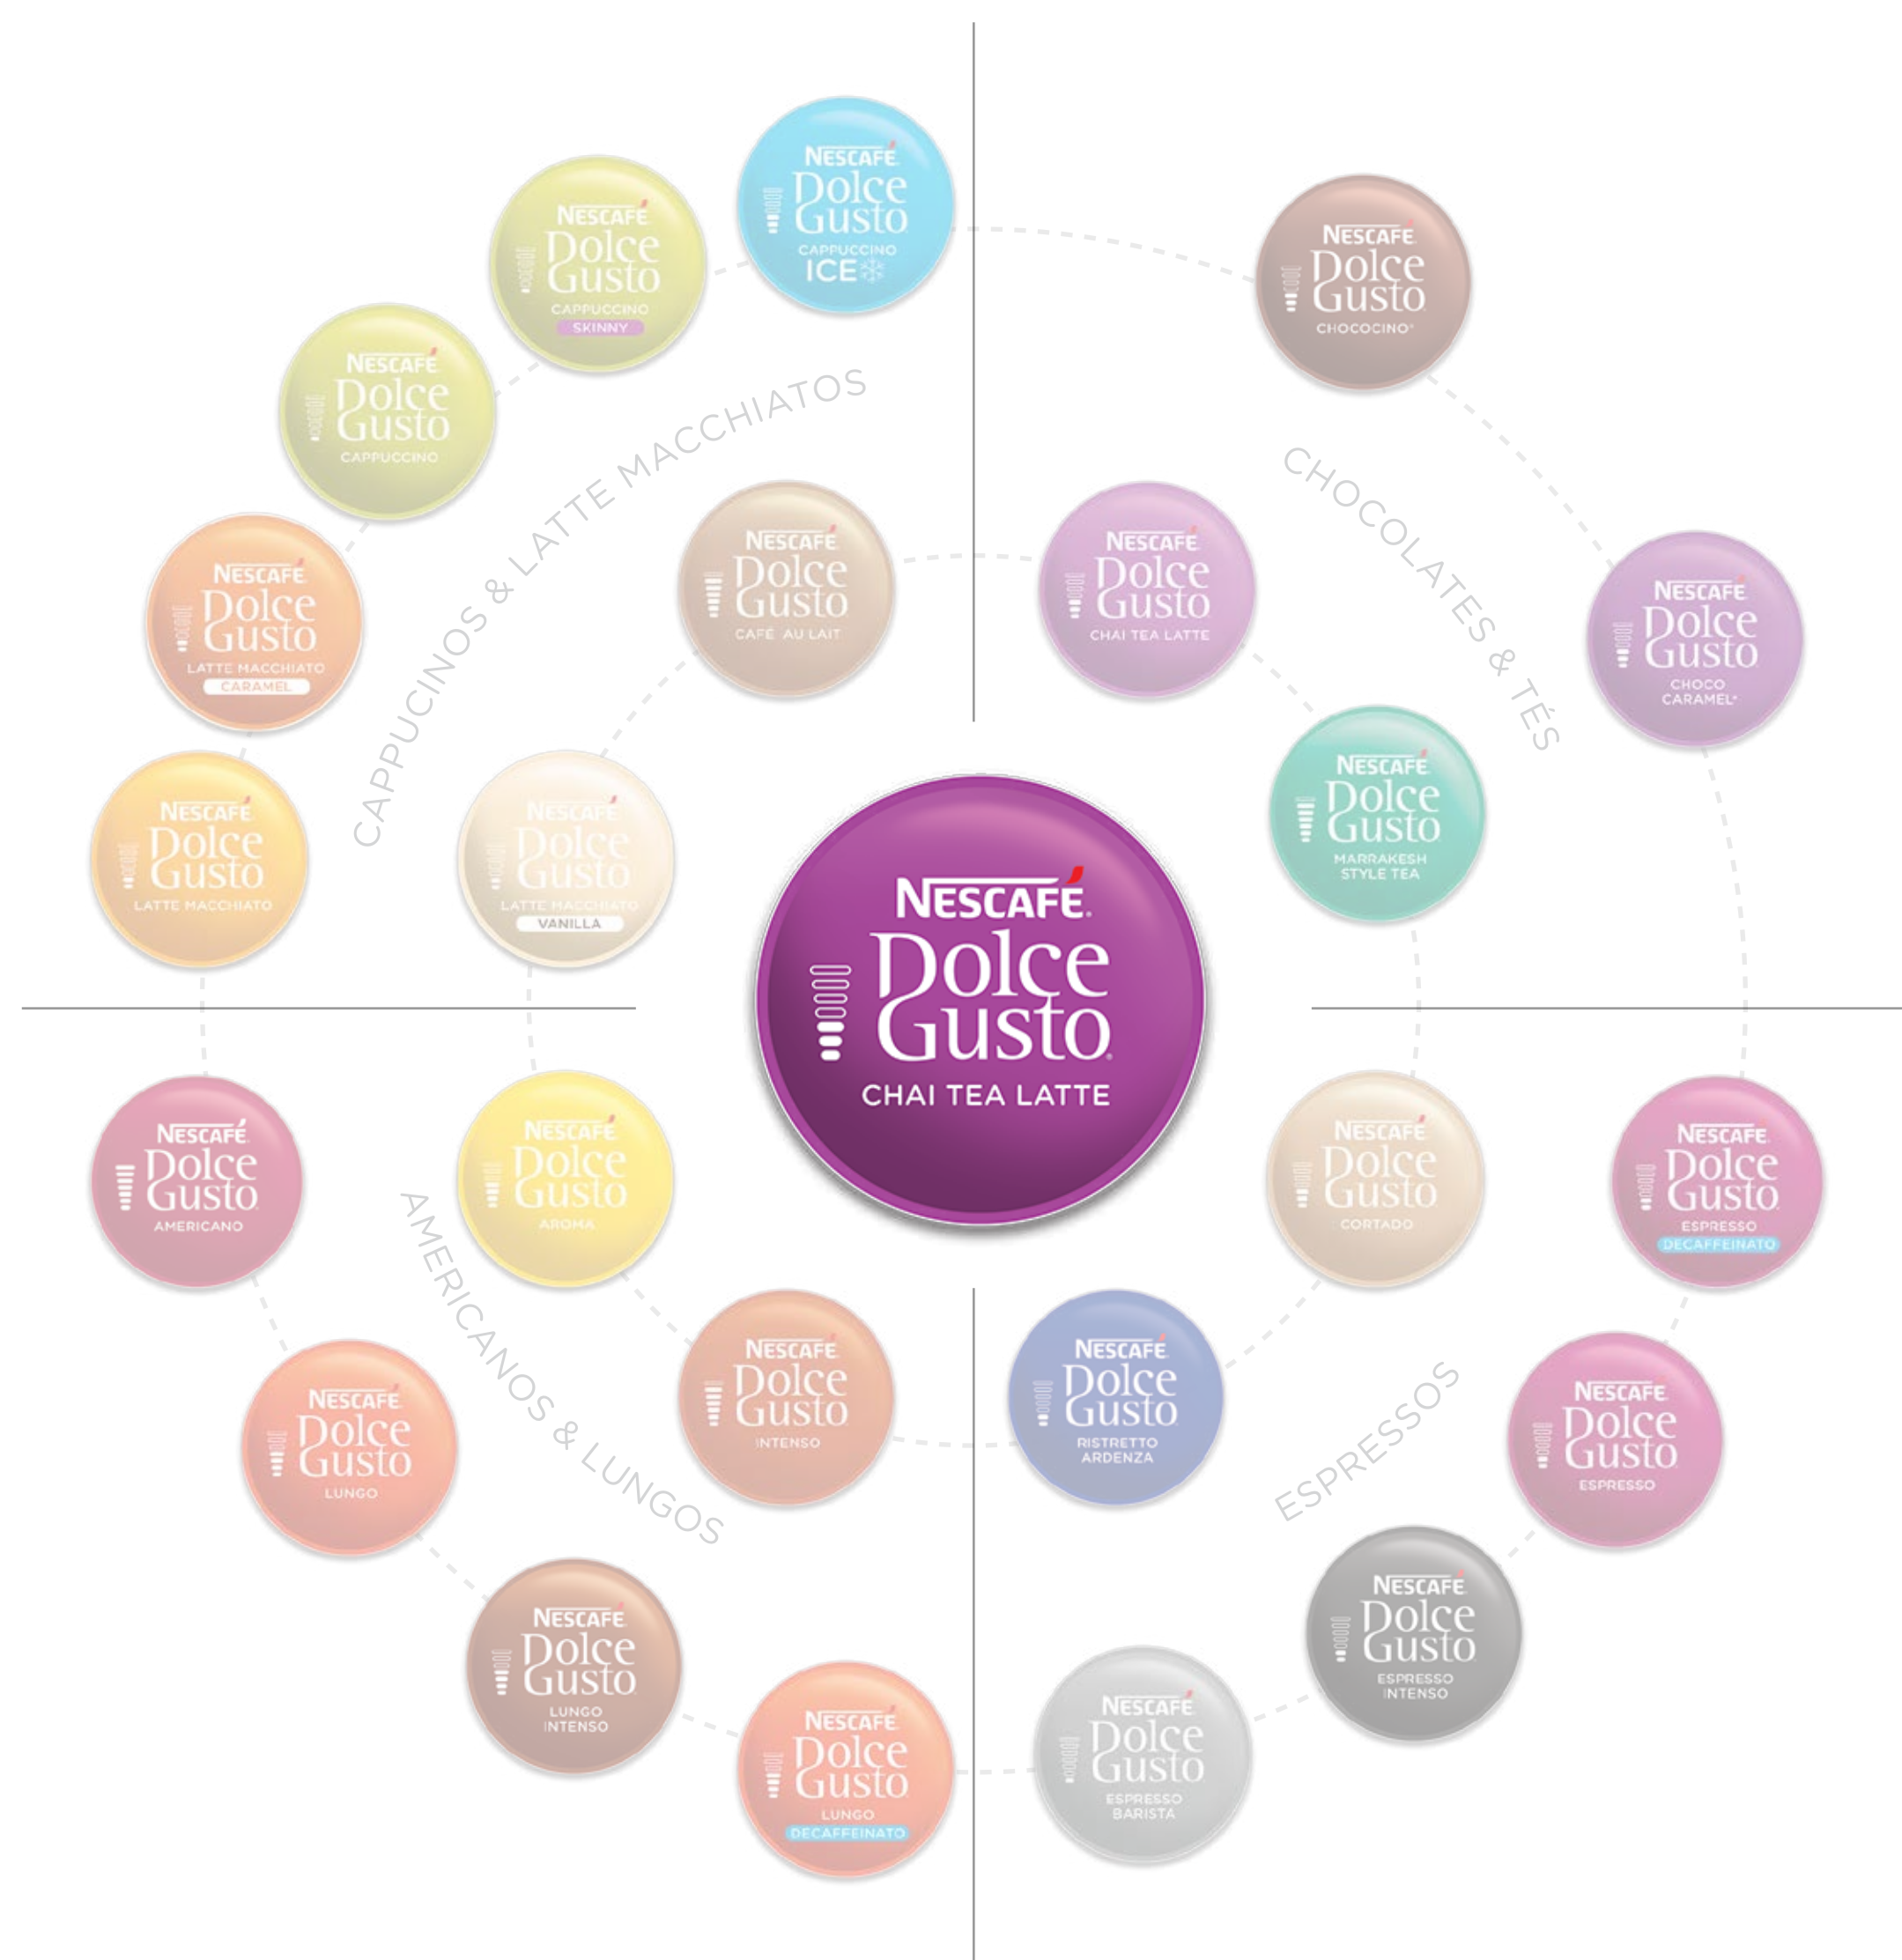 NESCAFÉ
Dolce
Gusto
CAPPUCCINO
ICE
NESCAFÉ
Dolce
Gusto
CAPPUCCINO
SKINNY
NESCAFÉ
Dolce
Gusto
CAPPUCCINO
NESCAFÉ
Dolce
Gusto
LATTE MACCHIATO
CARAMEL
NESCAFÉ
Dolce
Gusto
LATTE MACCHIATO
CAPPUCINOS & LATTE MACCHIATOS
NESCAFÉ
Dolce
Gusto
CAFÉ AU LAIT
NESCAFÉ
Dolce
Gusto
LATTE MACCHIATO
VANILLA
NESCAFÉ
Dolce
Gusto
CHOCOCINO®
CHOCOLATES & TÉS
NESCAFÉ
Dolce
Gusto
CHAI TEA LATTE
NESCAFÉ
Dolce
Gusto
CHOCO
CARAMEL®
NESCAFÉ
Dolce
Gusto
MARRAKESH
STYLE TEA
NESCAFÉ®
Dolce
Gusto®
CHAI TEA LATTE
NESCAFÉ
Dolce
Gusto
AMERICANO
NESCAFÉ
Dolce
Gusto
AROMA
AMERICANOS & LUNGOS
NESCAFÉ
Dolce
Gusto
INTENSO
NESCAFÉ
Dolce
Gusto
LUNGO
NESCAFÉ
Dolce
Gusto
LUNGO
INTENSO
NESCAFÉ
Dolce
Gusto
LUNGO
DECAFFEINATO
NESCAFÉ
Dolce
Gusto
CORTADO
NESCAFÉ
Dolce
Gusto
ESPRESSO
DECAFFEINATO
NESCAFÉ
Dolce
Gusto
RISTRETTO
ARDENZA
ESPRESSOS
NESCAFÉ
Dolce
Gusto
ESPRESSO
NESCAFÉ
Dolce
Gusto
ESPRESSO
INTENSO
NESCAFÉ
Dolce
Gusto
ESPRESSO
BARISTA